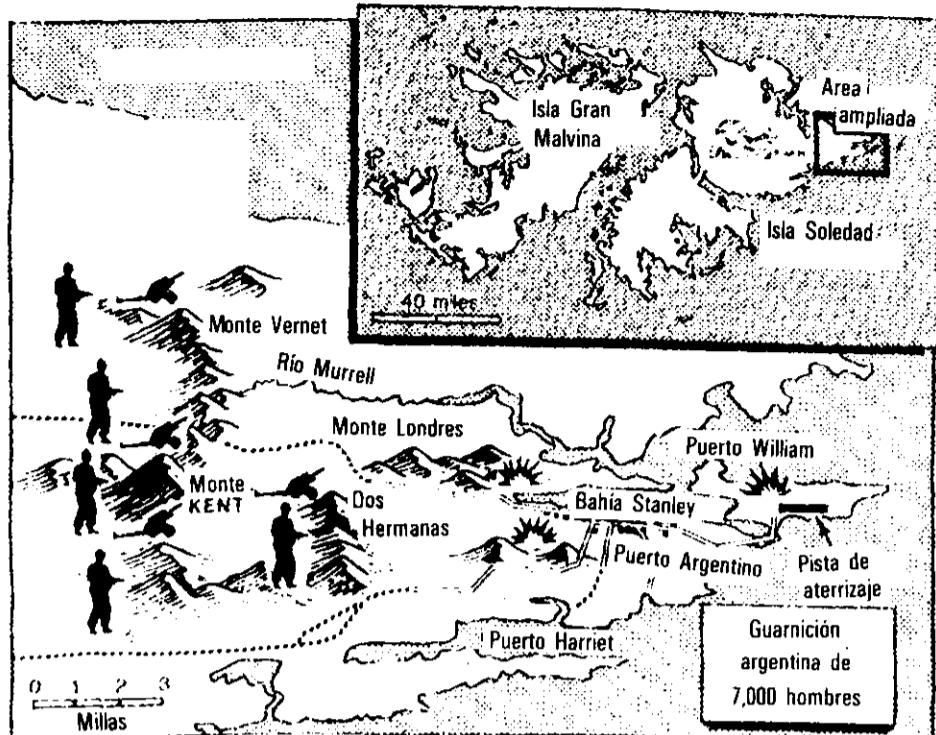 Isla Gran
Malvina
Area
ampliada
Isla Soledad
40 miles
Monte Vernet
Río Murrell
Monte Londres
Puerto William
Monte
KENT
Dos
Hermanas
Bahía Stanley
Puerto Argentino
Pista de
aterrizaje
Puerto Harriet
Guarnición
argentina de
7,000 hombres
0 1 2 3
Millas